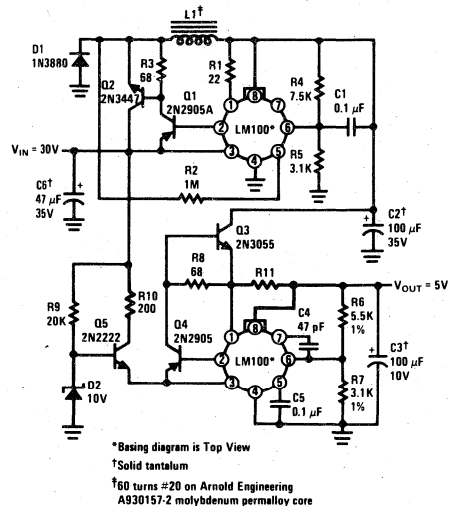 L1‡
D1
1N3880
R3
68
R1
22
Q2
2N3447
Q1
2N2905A
R4
7.5K
C1
0.1 µF
1
8
2
LM100*
6
3
4
5
VIN = 30V
R5
3.1K
C6†
47 µF
35V
R2
1M
Q3
2N3055
C2†
100 µF
35V
R8
68
R11
VOUT = 5V
R9
20K
R10
200
C4
47 pF
R6
5.5K
1%
Q5
2N2222
Q4
2N2905
1
8
7
2
LM100*
6
3
4
5
C3†
100 µF
10V
D2
10V
R7
3.1K
1%
C5
0.1 µF
*Basing diagram is Top View
†Solid tantalum
‡60 turns #20 on Arnold Engineering
A930157-2 molybdenum permalloy core